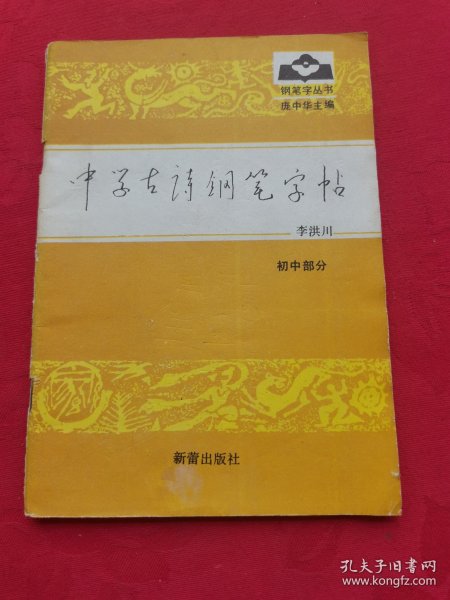 钢笔字丛书
庞中华主编
中学古诗钢笔字帖
李洪川
初中部分
新蕾出版社
孔夫子旧书网
www.kongfz.com